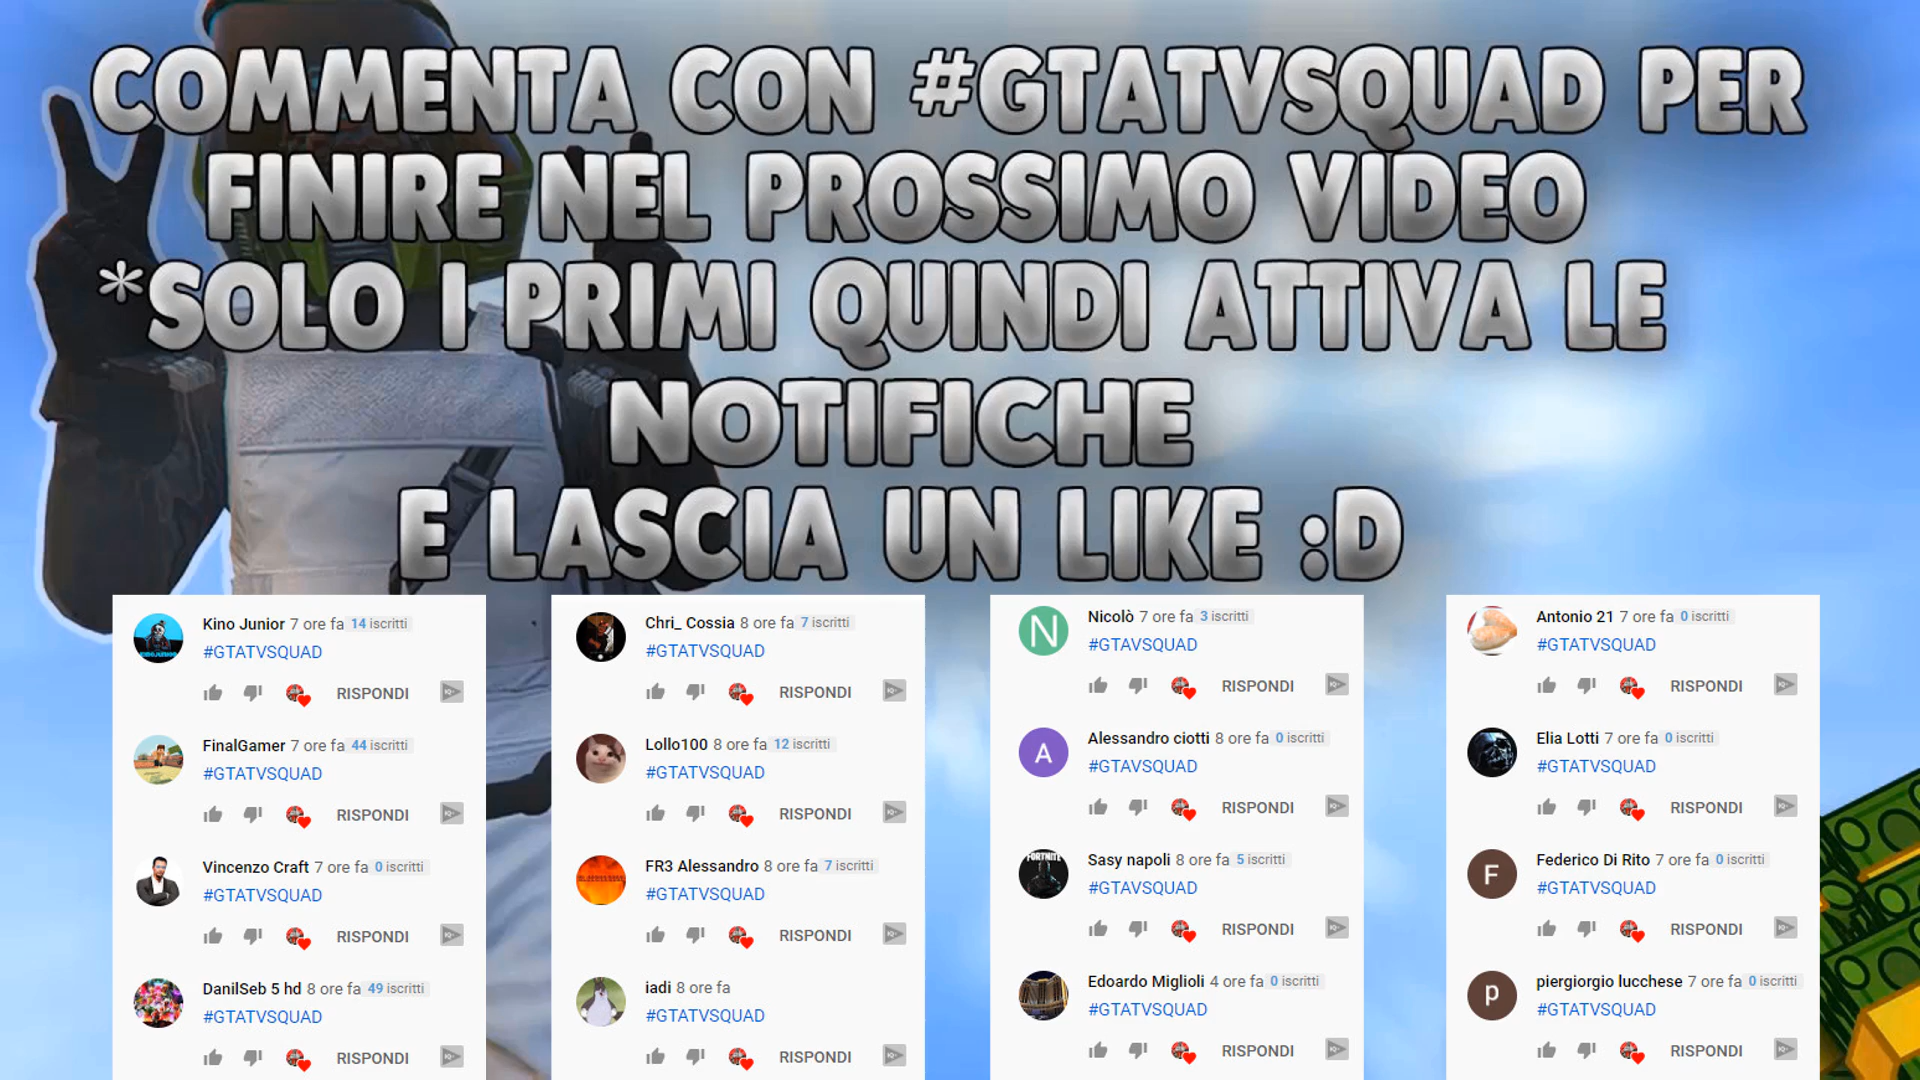 COMMENTA CON #GTATVSQUAD PER
FINIRE NEL PROSSIMO VIDEO
*SOLO I PRIMI QUINDI ATTIVA LE
NOTIFICHE
E LASCIA UN LIKE :D
Kino Junior 7 ore fa 14 iscritti
#GTATVSQUAD
RISPONDI
FinalGamer 7 ore fa 44 iscritti
#GTATVSQUAD
RISPONDI
Vincenzo Craft 7 ore fa 0 iscritti
#GTATVSQUAD
RISPONDI
DanilSeb 5 hd 8 ore fa 49 iscritti
#GTATVSQUAD
RISPONDI
Chri_ Cossia 8 ore fa 7 iscritti
#GTATVSQUAD
RISPONDI
Lollo100 8 ore fa 12 iscritti
#GTATVSQUAD
RISPONDI
FR3 Alessandro 8 ore fa 7 iscritti
#GTATVSQUAD
RISPONDI
iadi 8 ore fa
#GTATVSQUAD
RISPONDI
N
Nicolò 7 ore fa 3 iscritti
#GTAVSQUAD
RISPONDI
A
Alessandro ciotti 8 ore fa 0 iscritti
#GTAVSQUAD
RISPONDI
FORTNITE
Sasy napoli 8 ore fa 5 iscritti
#GTAVSQUAD
RISPONDI
Edoardo Miglioli 4 ore fa 0 iscritti
#GTATVSQUAD
RISPONDI
Antonio 21 7 ore fa 0 iscritti
#GTATVSQUAD
RISPONDI
Elia Lotti 7 ore fa 0 iscritti
#GTATVSQUAD
RISPONDI
F
Federico Di Rito 7 ore fa 0 iscritti
#GTATVSQUAD
RISPONDI
p
piergiorgio lucchese 7 ore fa 0 iscritti
#GTATVSQUAD
RISPONDI